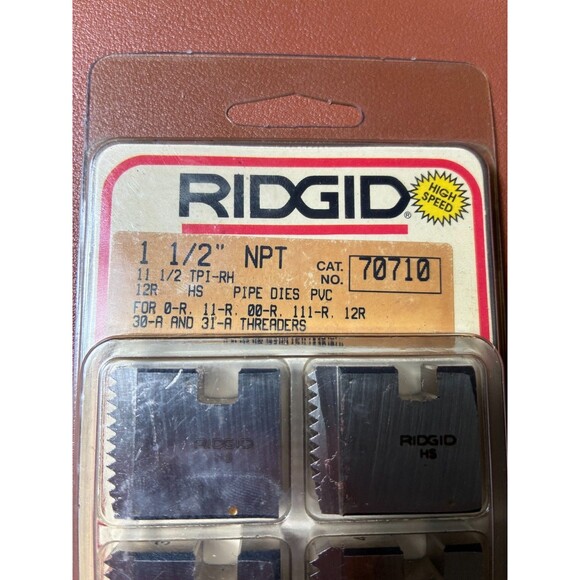 RIDGID®
HIGH
SPEED
1 1/2" NPT
11 1/2 TPI-RH
12R HS PIPE DIES PVC
CAT.
NO. 70710
FOR 0-R. 11-R. 00-R. 111-R. 12R
30-A AND 31-A THREADERS
RIDGID
RIDGID
HS